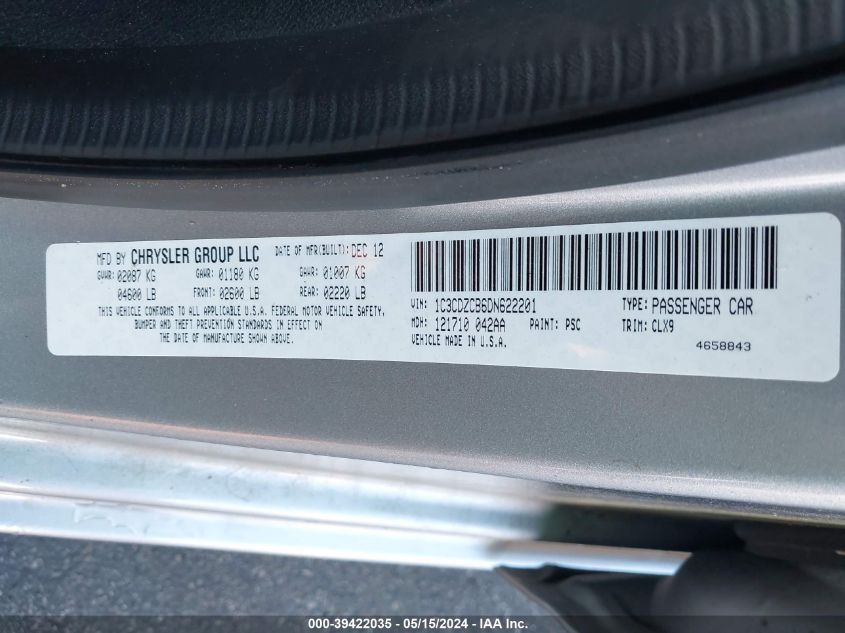 MFD BY CHRYSLER GROUP LLC DATE OF MFR(BUILT): DEC 12
GVWR: 02087 KG GAWR: 01180 KG GAWR: 01007 KG
04600 LB FRONT: 02600 LB REAR: 02220 LB
THIS VEHICLE CONFORMS TO ALL APPLICABLE U.S.A. FEDERAL MOTOR VEHICLE SAFETY,
BUMPER AND THEFT PREVENTION STANDARDS IN EFFECT ON
THE DATE OF MANUFACTURE SHOWN ABOVE.
VIN: 1C3CDZCB6DN622201 TYPE: PASSENGER CAR
MDH: 121710 042AA PAINT: PSC TRIM: CLX9
VEHICLE MADE IN U.S.A. 4658843
000-39422035 - 05/15/2024 - IAA Inc.